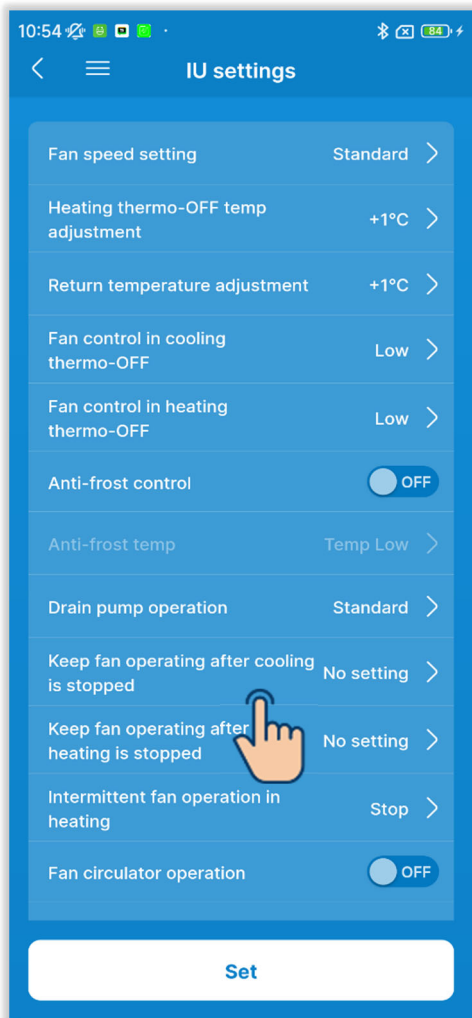 10:54
84
IU settings
Fan speed setting Standard
Heating thermo-OFF temp
adjustment
+1°C
Return temperature adjustment +1°C
Fan control in cooling
thermo-OFF
Low
Fan control in heating
thermo-OFF
Low
Anti-frost control OFF
Anti-frost temp Temp Low
Drain pump operation Standard
Keep fan operating after cooling
is stopped
No setting
Keep fan operating after
heating is stopped
No setting
Intermittent fan operation in
heating
Stop
Fan circulator operation OFF
Set